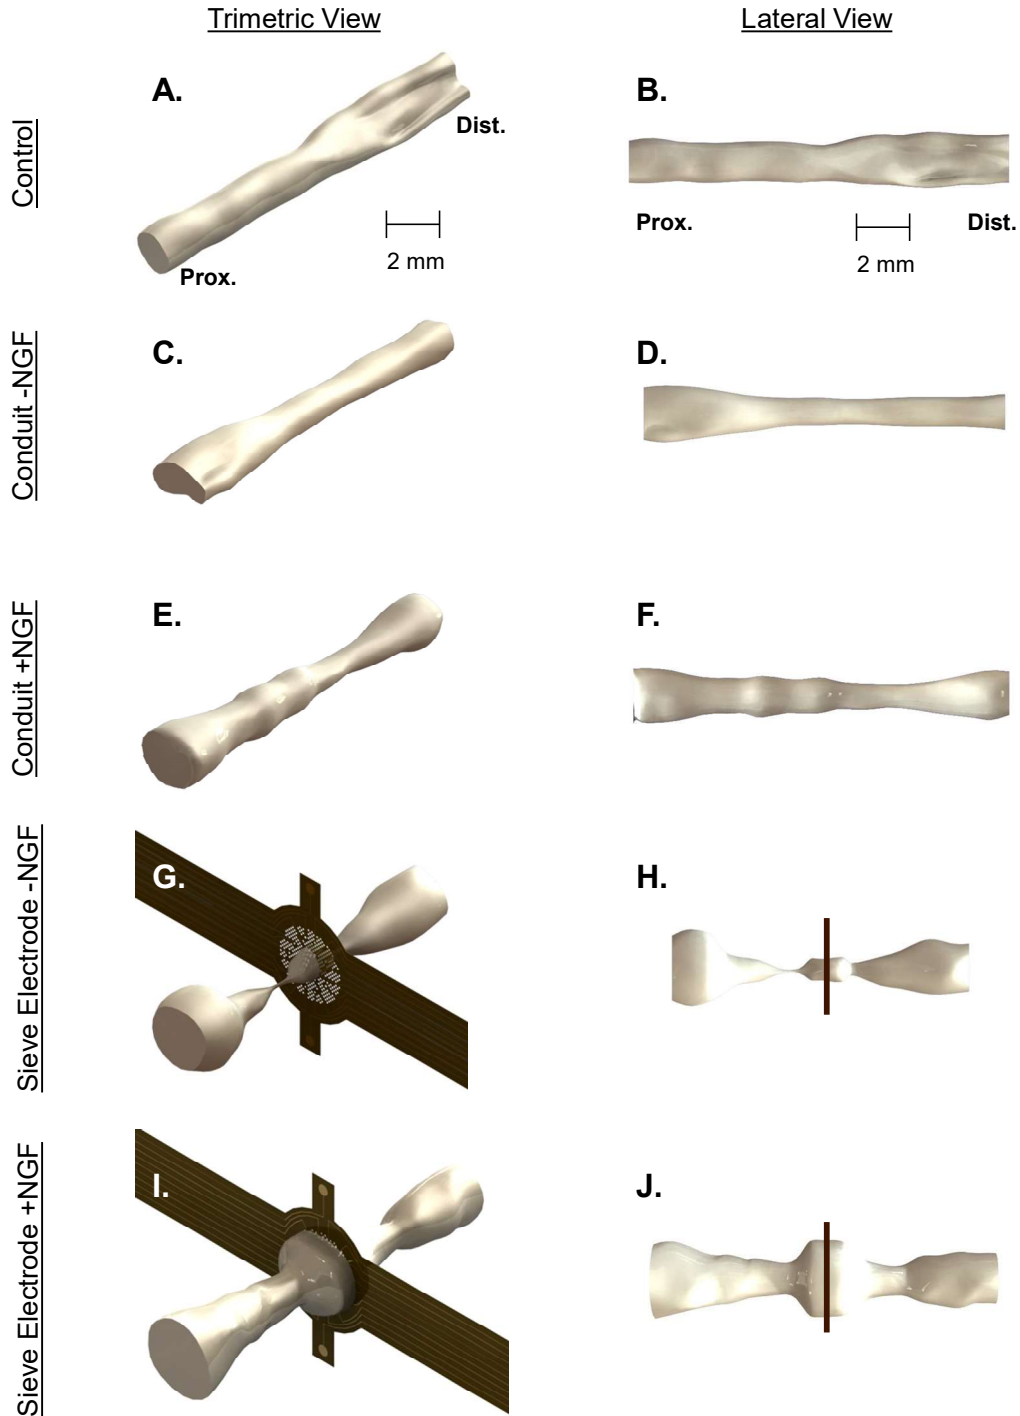 Trimetric View
Lateral View
Control
A.
Dist.
Prox.
2 mm
B.
Prox.
Dist.
2 mm
Conduit -NGF
C.
D.
Conduit +NGF
E.
F.
Sieve Electrode -NGF
G.
H.
Sieve Electrode +NGF
I.
J.